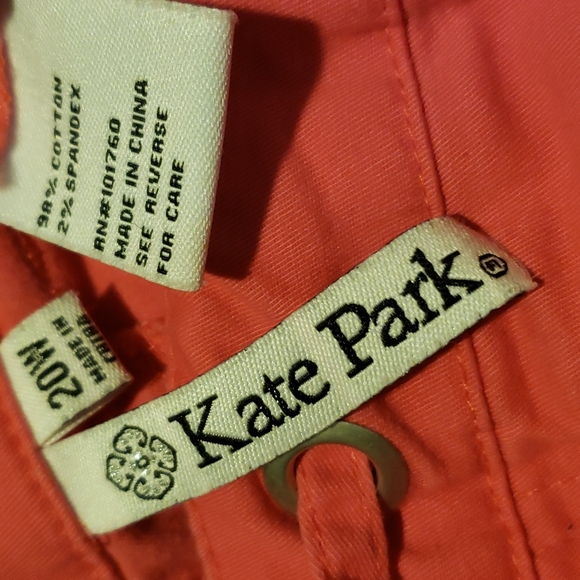 98% COTTON
2% SPANDEX
RN#101760
MADE IN CHINA
SEE REVERSE
FOR CARE
Kate Park®
20W
MADE IN
CHINA